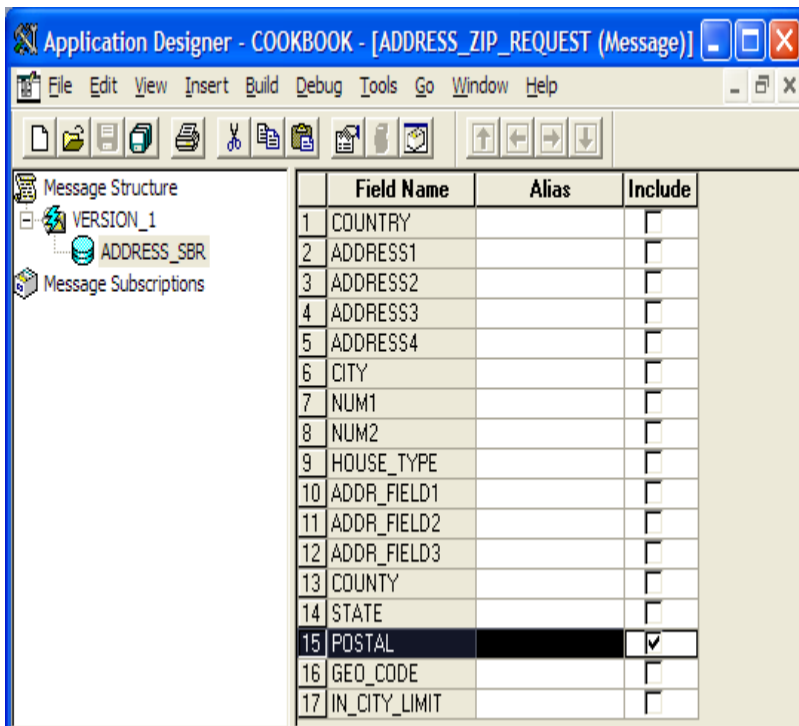 Application Designer - COOKBOOK - [ADDRESS_ZIP_REQUEST (Message)]
File Edit View Insert Build Debug Tools Go Window Help
Message Structure
VERSION_1
ADDRESS_SBR
Message Subscriptions
Field Name Alias Include
1 COUNTRY
2 ADDRESS1
3 ADDRESS2
4 ADDRESS3
5 ADDRESS4
6 CITY
7 NUM1
8 NUM2
9 HOUSE_TYPE
10 ADDR_FIELD1
11 ADDR_FIELD2
12 ADDR_FIELD3
13 COUNTY
14 STATE
15 POSTAL
16 GEO_CODE
17 IN_CITY_LIMIT